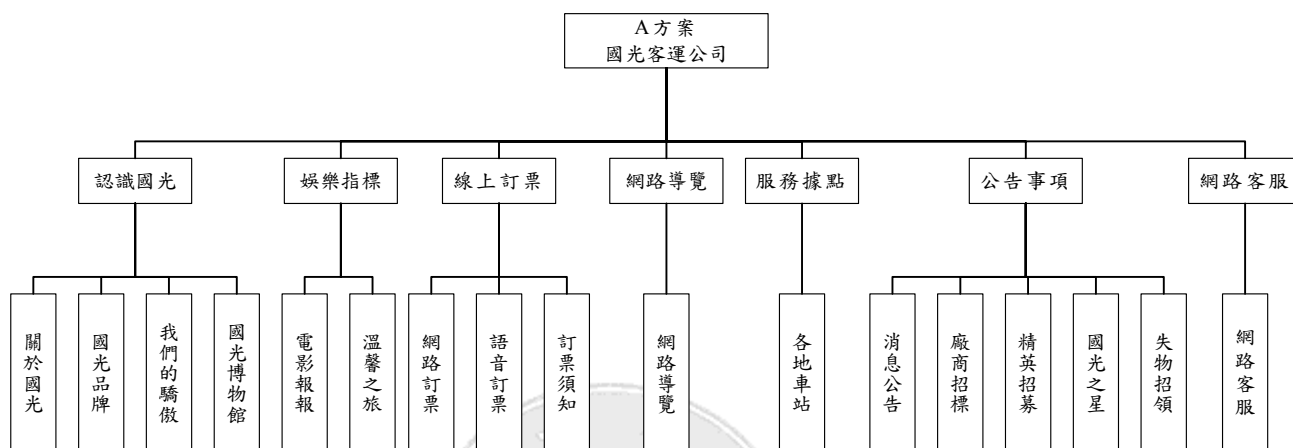 A方案
國光客運公司
認識國光
娛樂指標
線上訂票
網路導覽
服務據點
公告事項
網路客服
關於國光
國光品牌
我們的驕傲
國光博物館
電影報報
溫馨之旅
網路訂票
語音訂票
訂票須知
網路導覽
各地車站
消息公告
廠商招標
精英招募
國光之星
失物招領
網路客服